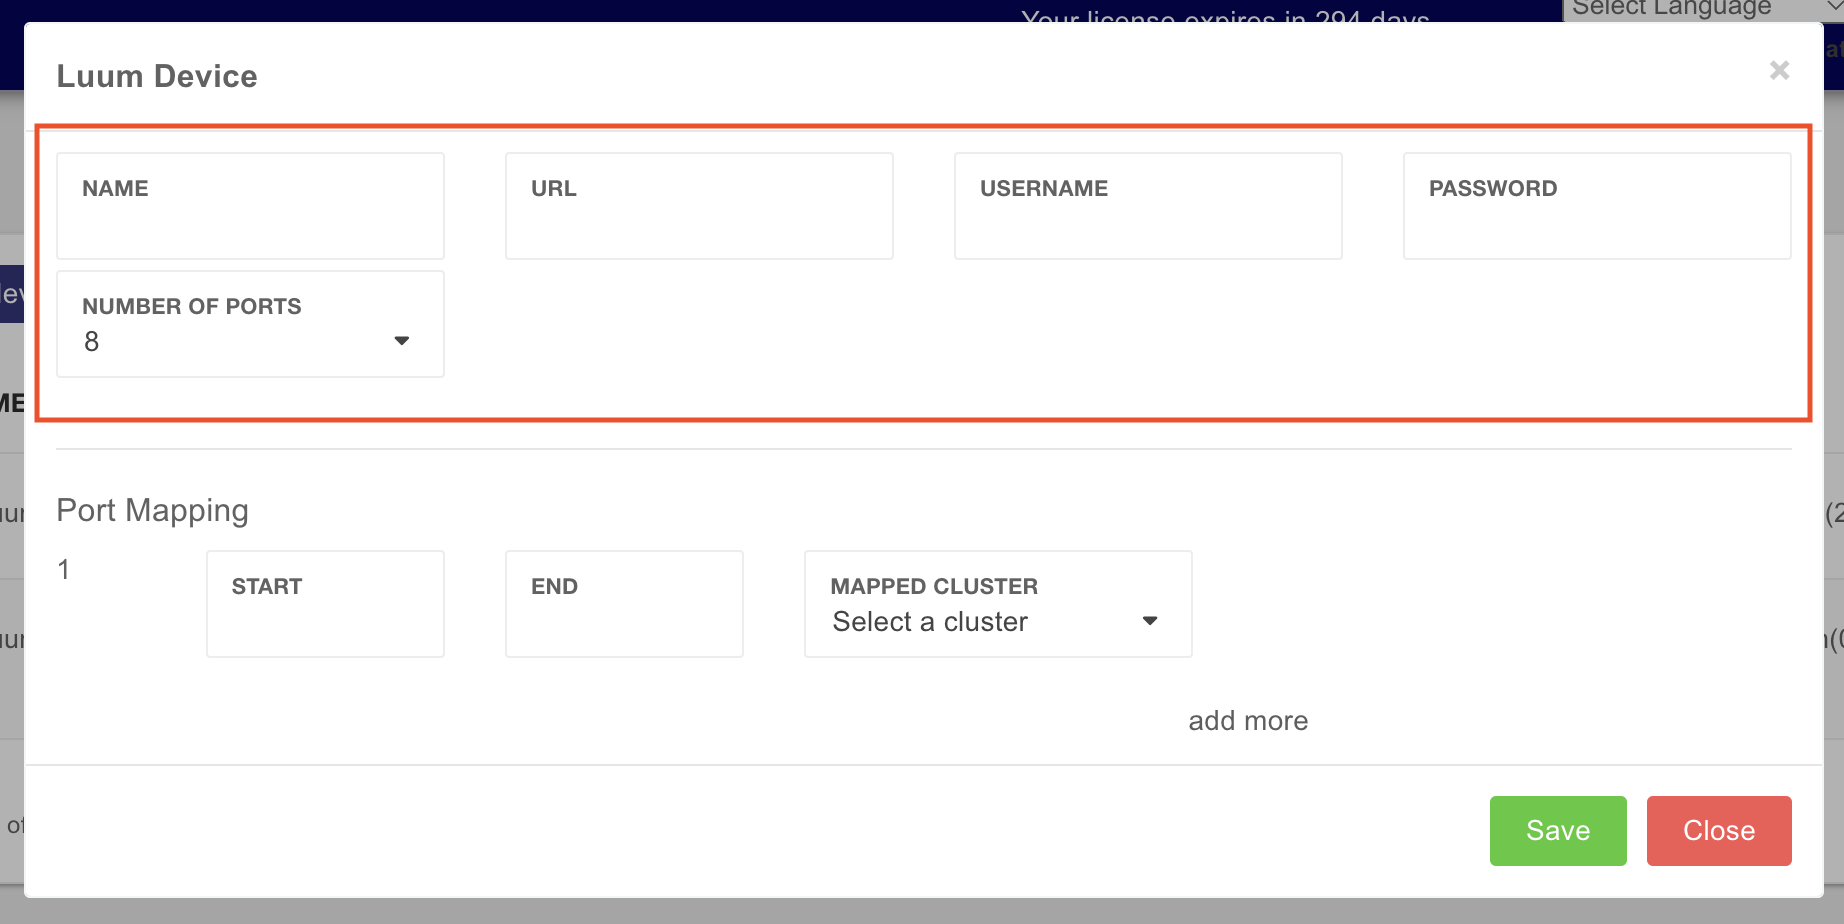 Your license expires in 294 days
Select Language
Luum Device
×
NAME
URL
USERNAME
PASSWORD
NUMBER OF PORTS
8
Port Mapping
1
START
END
MAPPED CLUSTER
Select a cluster
add more
of
Save
Close